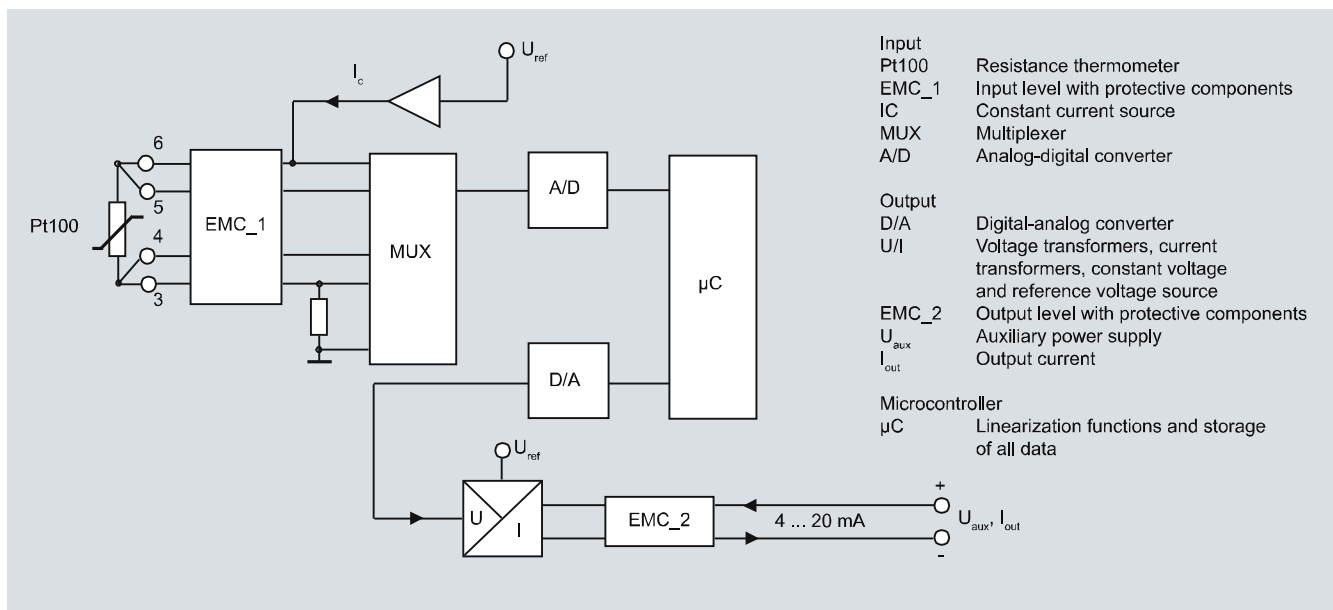 U_ref
I_c
6
5
4
3
Pt100
EMC_1
MUX
A/D
µC
D/A
U_ref
U
I
EMC_2
4 ... 20 mA
+
U_aux, I_out
-
Input
Pt100 Resistance thermometer
EMC_1 Input level with protective components
IC Constant current source
MUX Multiplexer
A/D Analog-digital converter
Output
D/A Digital-analog converter
U/I Voltage transformers, current
transformers, constant voltage
and reference voltage source
EMC_2 Output level with protective components
U_aux Auxiliary power supply
I_out Output current
Microcontroller
µC Linearization functions and storage
of all data